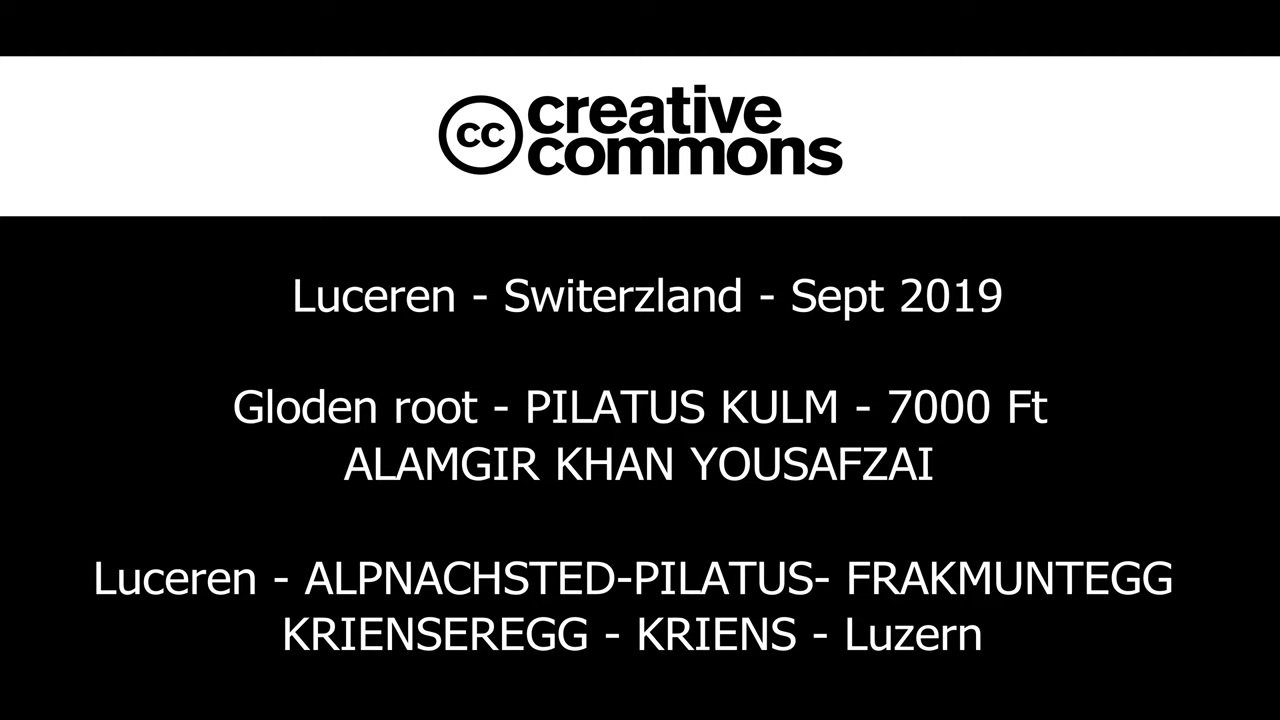 cc creative
commons
Luceren - Switerzland - Sept 2019
Gloden root - PILATUS KULM - 7000 Ft
ALAMGIR KHAN YOUSAFZAI
Luceren - ALPNACHSTED-PILATUS- FRAKMUNTEGG
KRIENSEREGG - KRIENS - Luzern